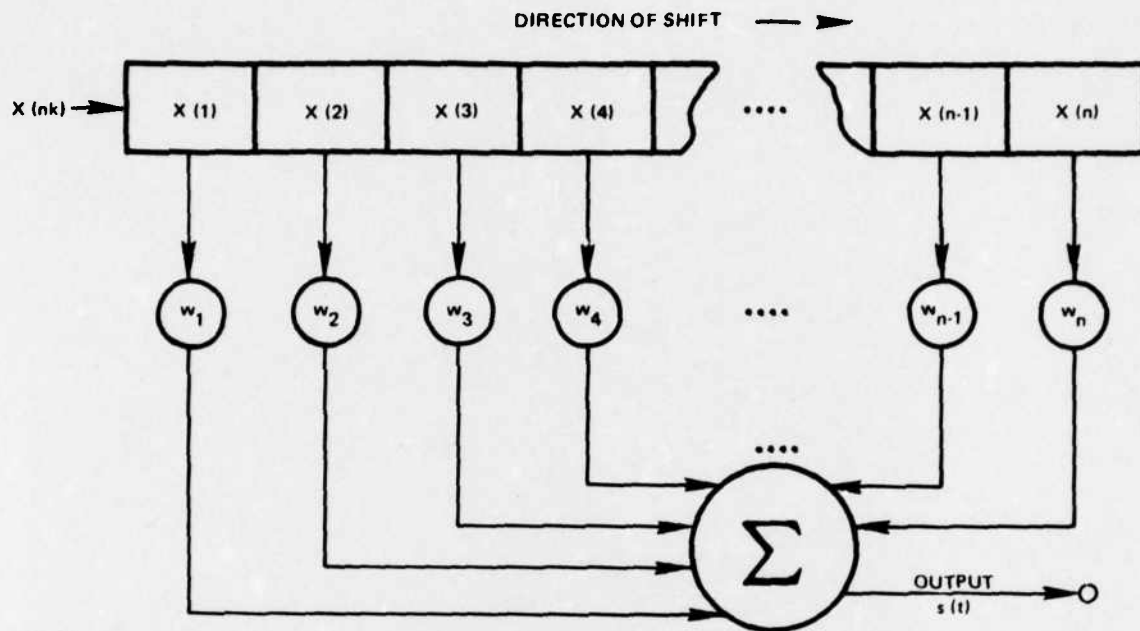 DIRECTION OF SHIFT
X (nk) X (1) X (2) X (3) X (4) •••• X (n-1) X (n)
w1 w2 w3 w4 •••• wn-1 wn
••••
Σ
OUTPUT
s (t)